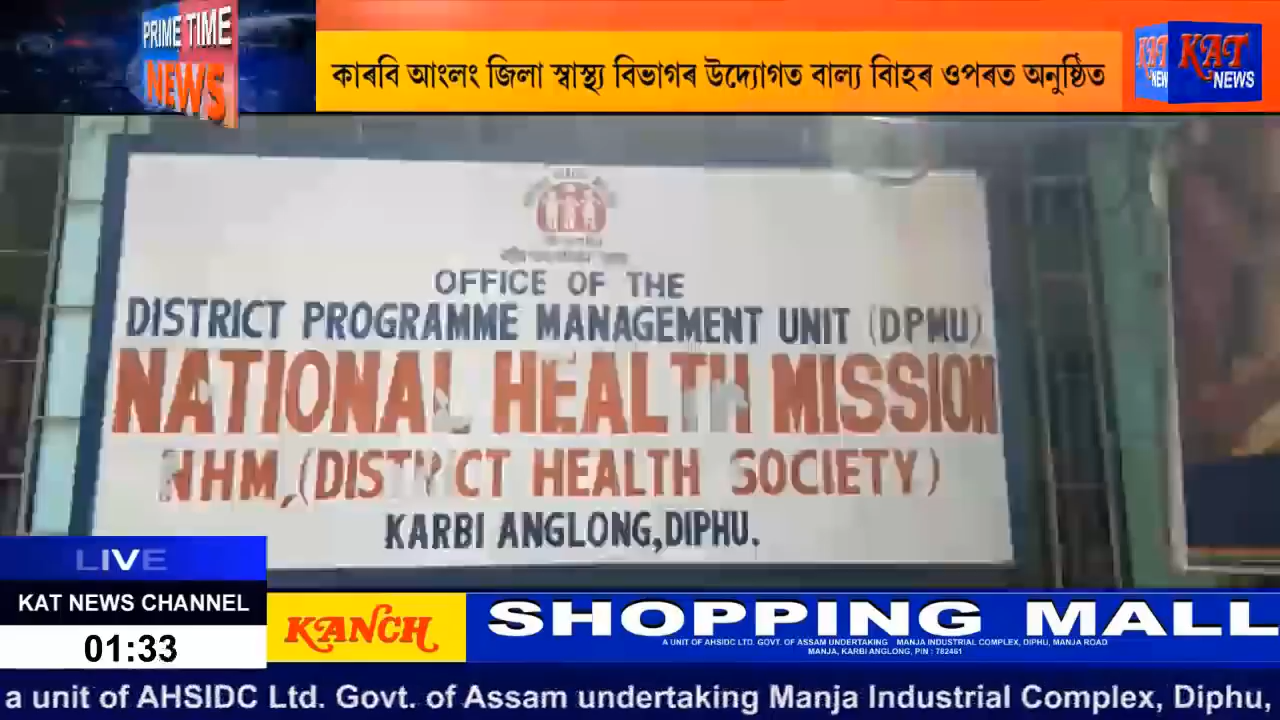 PRIME TIME
NEWS
কাৰবি আংলং জিলা স্বাস্থ্য বিভাগৰ উদ্যোগত বাল্য বিাহৰ ওপৰত অনুষ্ঠিত
KAT
NEWS
OFFICE OF THE
DISTRICT PROGRAMME MANAGEMENT UNIT (DPMU)
NATIONAL HEALTH MISSION
NHM,(DISTRICT HEALTH SOCIETY)
KARBI ANGLONG,DIPHU.
LIVE
KAT NEWS CHANNEL
01:33
KANCH
SHOPPING MALL
A UNIT OF AHSIDC LTD. GOVT. OF ASSAM UNDERTAKING MANJA INDUSTRIAL COMPLEX, DIPHU, MANJA ROAD
MANJA, KARBI ANGLONG, PIN : 782461
a unit of AHSIDC Ltd. Govt. of Assam undertaking Manja Industrial Complex, Diphu,